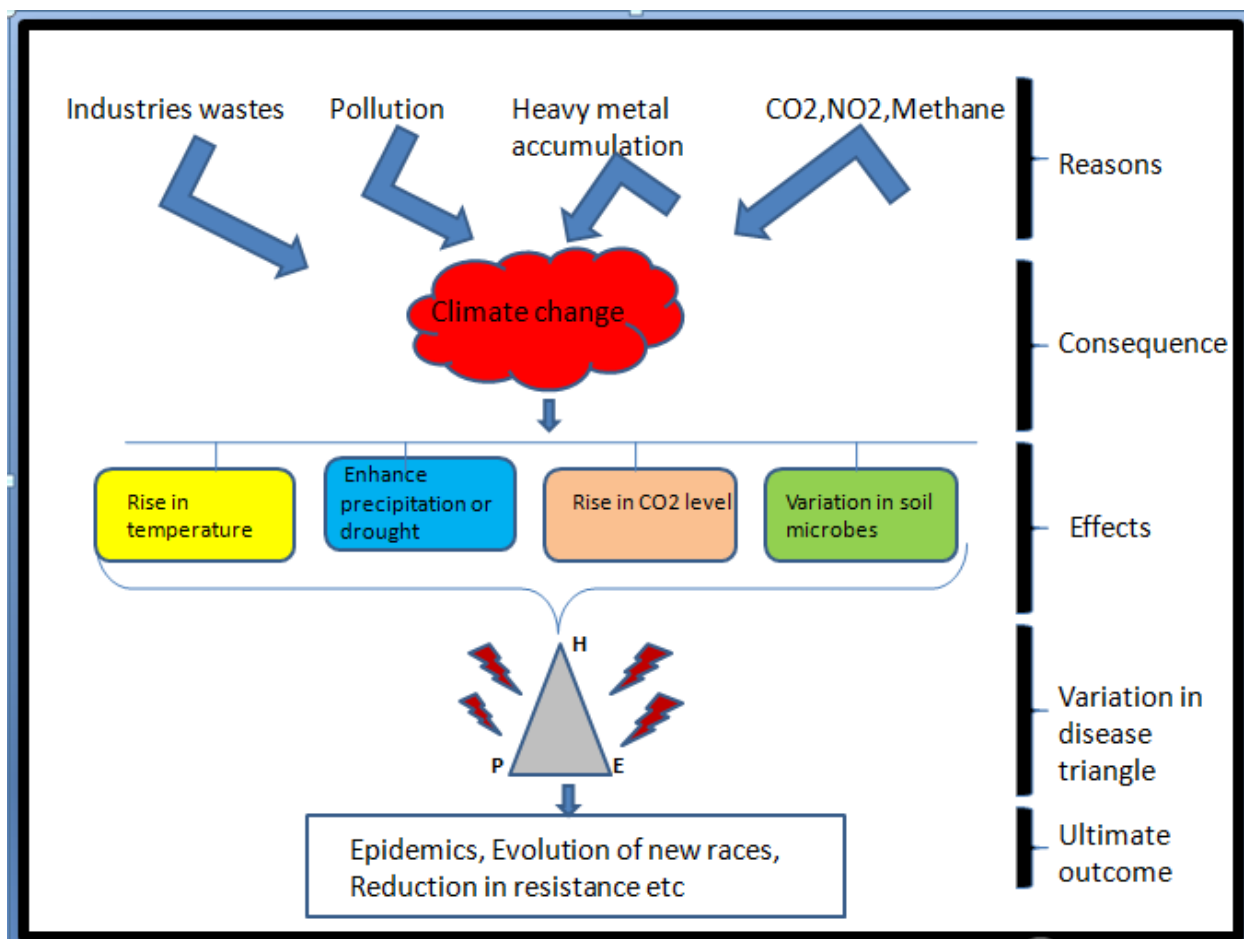 Industries wastes
Pollution
Heavy metal
accumulation
CO2,NO2,Methane
Reasons
Climate change
Consequence
Rise in
temperature
Enhance
precipitation or
drought
Rise in CO2 level
Variation in soil
microbes
Effects
H
P
E
Variation in
disease
triangle
Epidemics, Evolution of new races,
Reduction in resistance etc
Ultimate
outcome